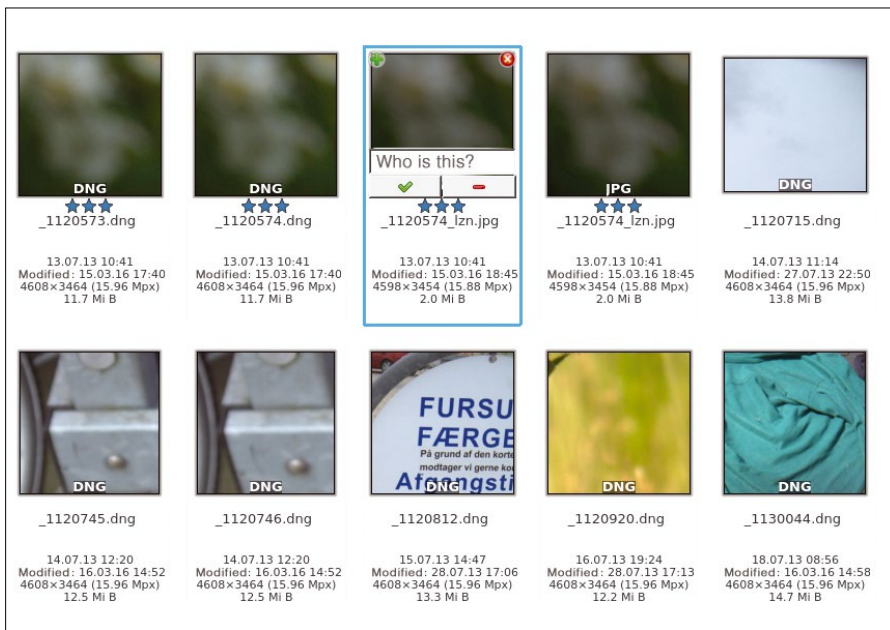 DNG
DNG
Who is this?
JPG
DNG
_1120573.dng
_1120574.dng
_1120574_lzn.jpg
_1120574_lzn.jpg
_1120715.dng
13.07.13 10:41
Modified: 15.03.16 17:40
4608×3464 (15.96 Mpx)
11.7 Mi B
13.07.13 10:41
Modified: 15.03.16 17:40
4608×3464 (15.96 Mpx)
11.7 Mi B
13.07.13 10:41
Modified: 15.03.16 18:45
4598×3454 (15.88 Mpx)
2.0 Mi B
13.07.13 10:41
Modified: 15.03.16 18:45
4598×3454 (15.88 Mpx)
2.0 Mi B
14.07.13 11:14
Modified: 27.07.13 22:50
4608×3464 (15.96 Mpx)
13.8 Mi B
DNG
DNG
FURSU
FÆRGE
På grund af den korte
modtager vi gerne kon
Afgangsti
DNG
DNG
DNG
_1120745.dng
_1120746.dng
_1120812.dng
_1120920.dng
_1130044.dng
14.07.13 12:20
Modified: 16.03.16 14:52
4608×3464 (15.96 Mpx)
12.5 Mi B
14.07.13 12:20
Modified: 16.03.16 14:52
4608×3464 (15.96 Mpx)
12.5 Mi B
15.07.13 14:47
Modified: 28.07.13 17:06
4608×3464 (15.96 Mpx)
13.3 Mi B
16.07.13 19:24
Modified: 28.07.13 17:13
4608×3464 (15.96 Mpx)
12.2 Mi B
18.07.13 08:56
Modified: 16.03.16 14:58
4608×3464 (15.96 Mpx)
14.7 Mi B